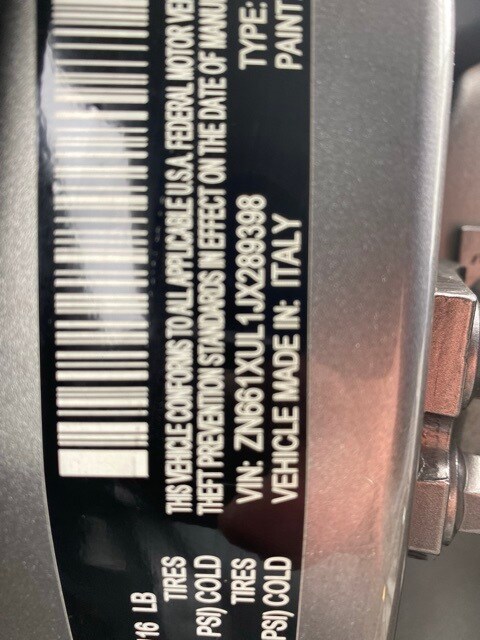 716 LB
TIRES
PSI) COLD
TIRES
PSI) COLD
THIS VEHICLE CONFORMS TO ALL APPLICABLE U.S.A. FEDERAL MOTOR VE
THEFT PREVENTION STANDARDS IN EFFECT ON THE DATE OF MANU
VIN: ZN661XUL1JX289398 TYPE:
VEHICLE MADE IN: ITALY PAINT: